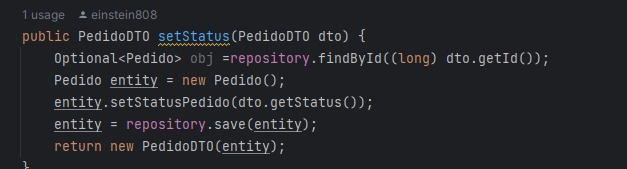 1 usage einstein808
public PedidoDTO setStatus(PedidoDTO dto) {
Optional<Pedido> obj =repository.findById((long) dto.getId());
Pedido entity = new Pedido();
entity.setStatusPedido(dto.getStatus());
entity = repository.save(entity);
return new PedidoDTO(entity);
}